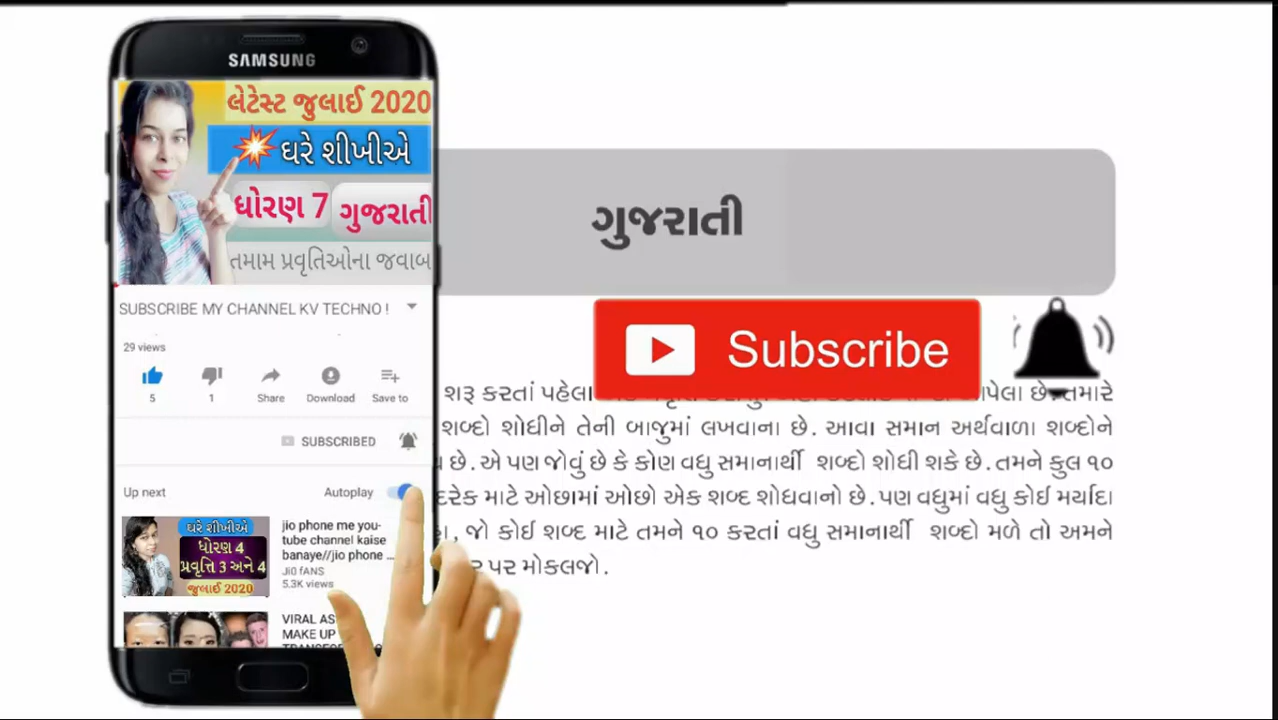 SAMSUNG
લેટેસ્ટ જુલાઈ 2020
ઘરે શીખીએ
ધોરણ 7 ગુજરાતી
તમામ પ્રવૃતિઓના જવાબ
SUBSCRIBE MY CHANNEL KV TECHNO !
29 views
5 1 Share Download Save to
SUBSCRIBED
Up next Autoplay
ઘરે શીખીએ
ધોરણ 4
પ્રવૃત્તિ 3 અને 4
જુલાઈ 2020
jio phone me you-
tube channel kaise
banaye//jio phone ...
Ji0 fANS
5.3K views
VIRAL AS
MAKE UP
ગુજરાતી
Subscribe
શરૂ કરતાં પહેલા છે. તમારે
શબ્દો શોધીને તેની બાજુમાં લખવાના છે. આવા સમાન અર્થવાળા શબ્દોને
છે. એ પણ જોવું છે કે કોણ વધુ સમાનાર્થી શબ્દો શોધી શકે છે. તમને કુલ ૧૦
દરેક માટે ઓછામાં ઓછો એક શબ્દ શોધવાનો છે. પણ વધુમાં વધુ કોઈ મર્યાદા
, જો કોઈ શબ્દ માટે તમને ૧૦ કરતાં વધુ સમાનાર્થી શબ્દો મળે તો અમને
પર મોકલજો.